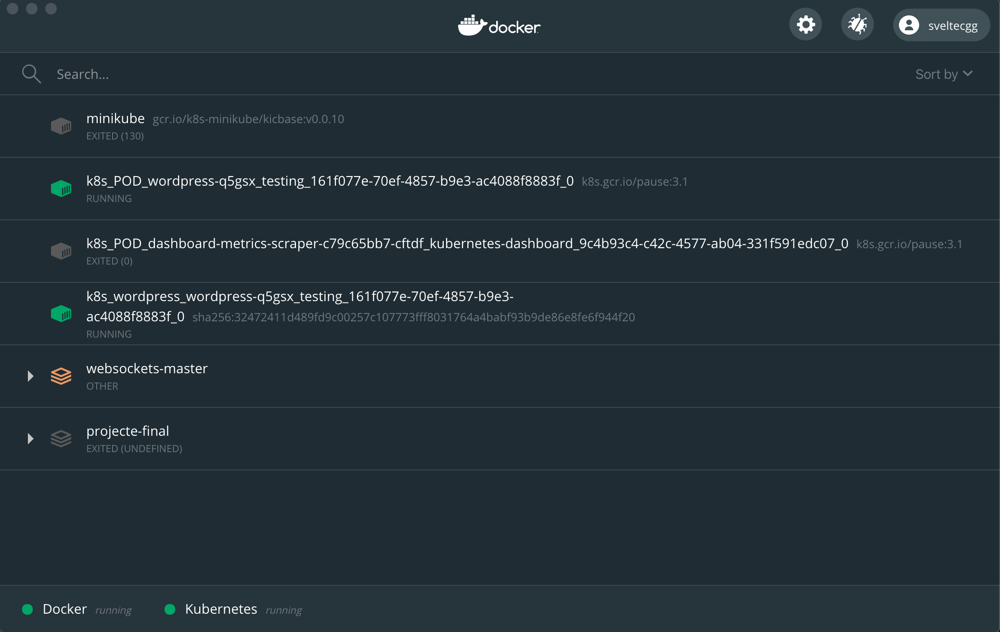 docker
sveltecgg
Search...
Sort by
minikube gcr.io/k8s-minikube/kicbase:v0.0.10
EXITED (130)
k8s_POD_wordpress-q5gsx_testing_161f077e-70ef-4857-b9e3-ac4088f8883f_0 k8s.gcr.io/pause:3.1
RUNNING
k8s_POD_dashboard-metrics-scraper-c79c65bb7-cftdf_kubernetes-dashboard_9c4b93c4-c42c-4577-ab04-331f591edc07_0 k8s.gcr.io/pause:3.1
EXITED (0)
k8s_wordpress_wordpress-q5gsx_testing_161f077e-70ef-4857-b9e3-
ac4088f8883f_0 sha256:32472411d489fd9c00257c107773fff8031764a4babf93b9de86e8fe6f944f20
RUNNING
websockets-master
OTHER
projecte-final
EXITED (UNDEFINED)
Docker running Kubernetes running